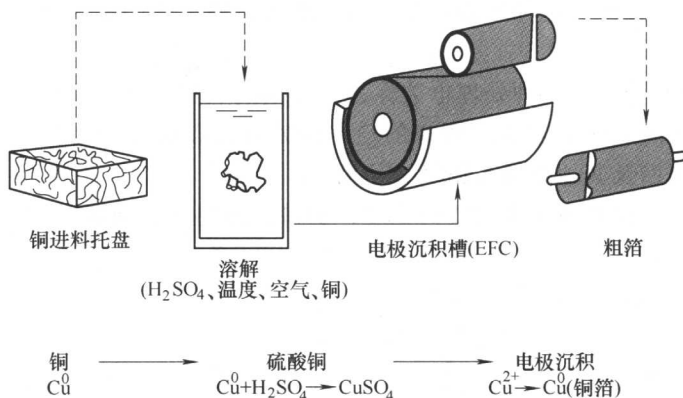 铜进料托盘
溶解
(H₂SO₄、温度、空气、铜)
电极沉积槽(EFC)
粗箔
铜 → 硫酸铜 → 电极沉积
Cu⁰ Cu⁰+H₂SO₄→CuSO₄ Cu²⁺→Cu⁰(铜箔)